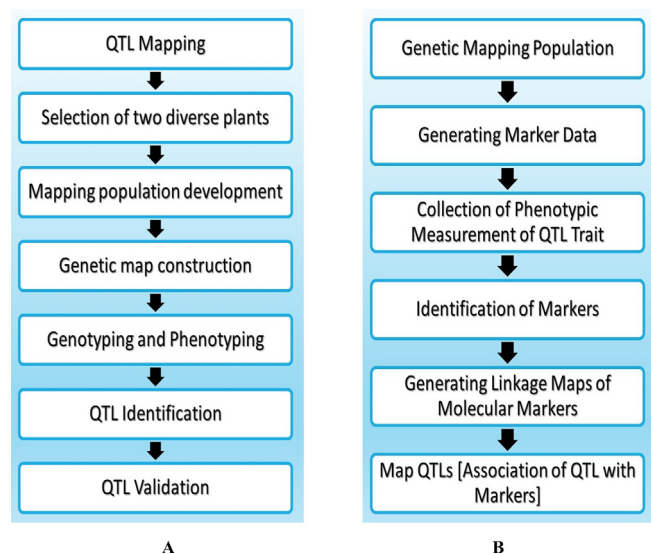 QTL Mapping
Selection of two diverse plants
Mapping population development
Genetic map construction
Genotyping and Phenotyping
QTL Identification
QTL Validation
A
Genetic Mapping Population
Generating Marker Data
Collection of Phenotypic
Measurement of QTL Trait
Identification of Markers
Generating Linkage Maps of
Molecular Markers
Map QTLs [Association of QTL with
Markers]
B